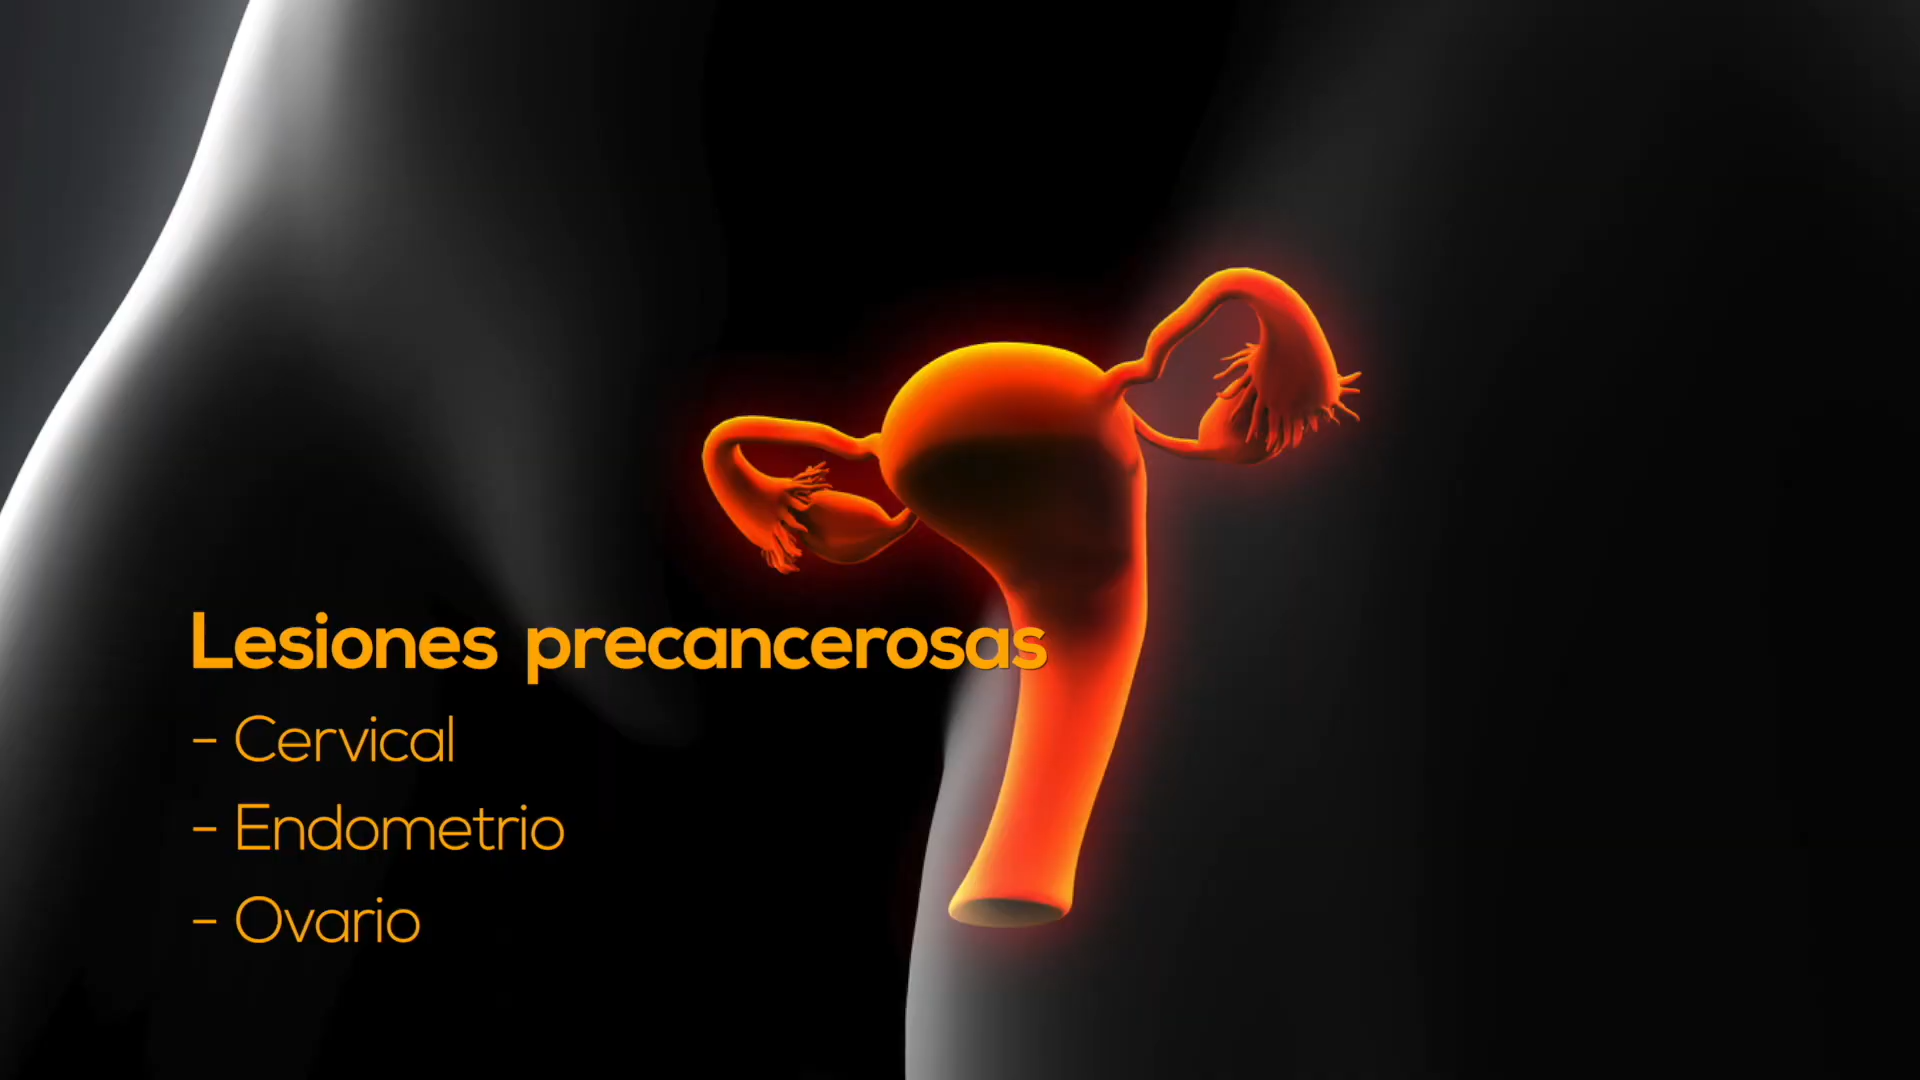 Lesiones precancerosas
- Cervical
- Endometrio
- Ovario